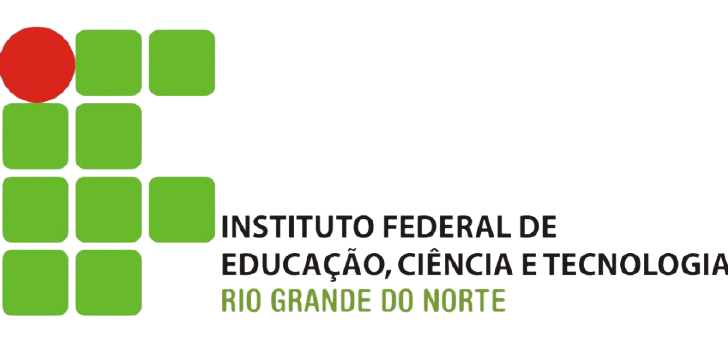 INSTITUTO FEDERAL DE
EDUCAÇÃO, CIÊNCIA E TECNOLOGIA
RIO GRANDE DO NORTE